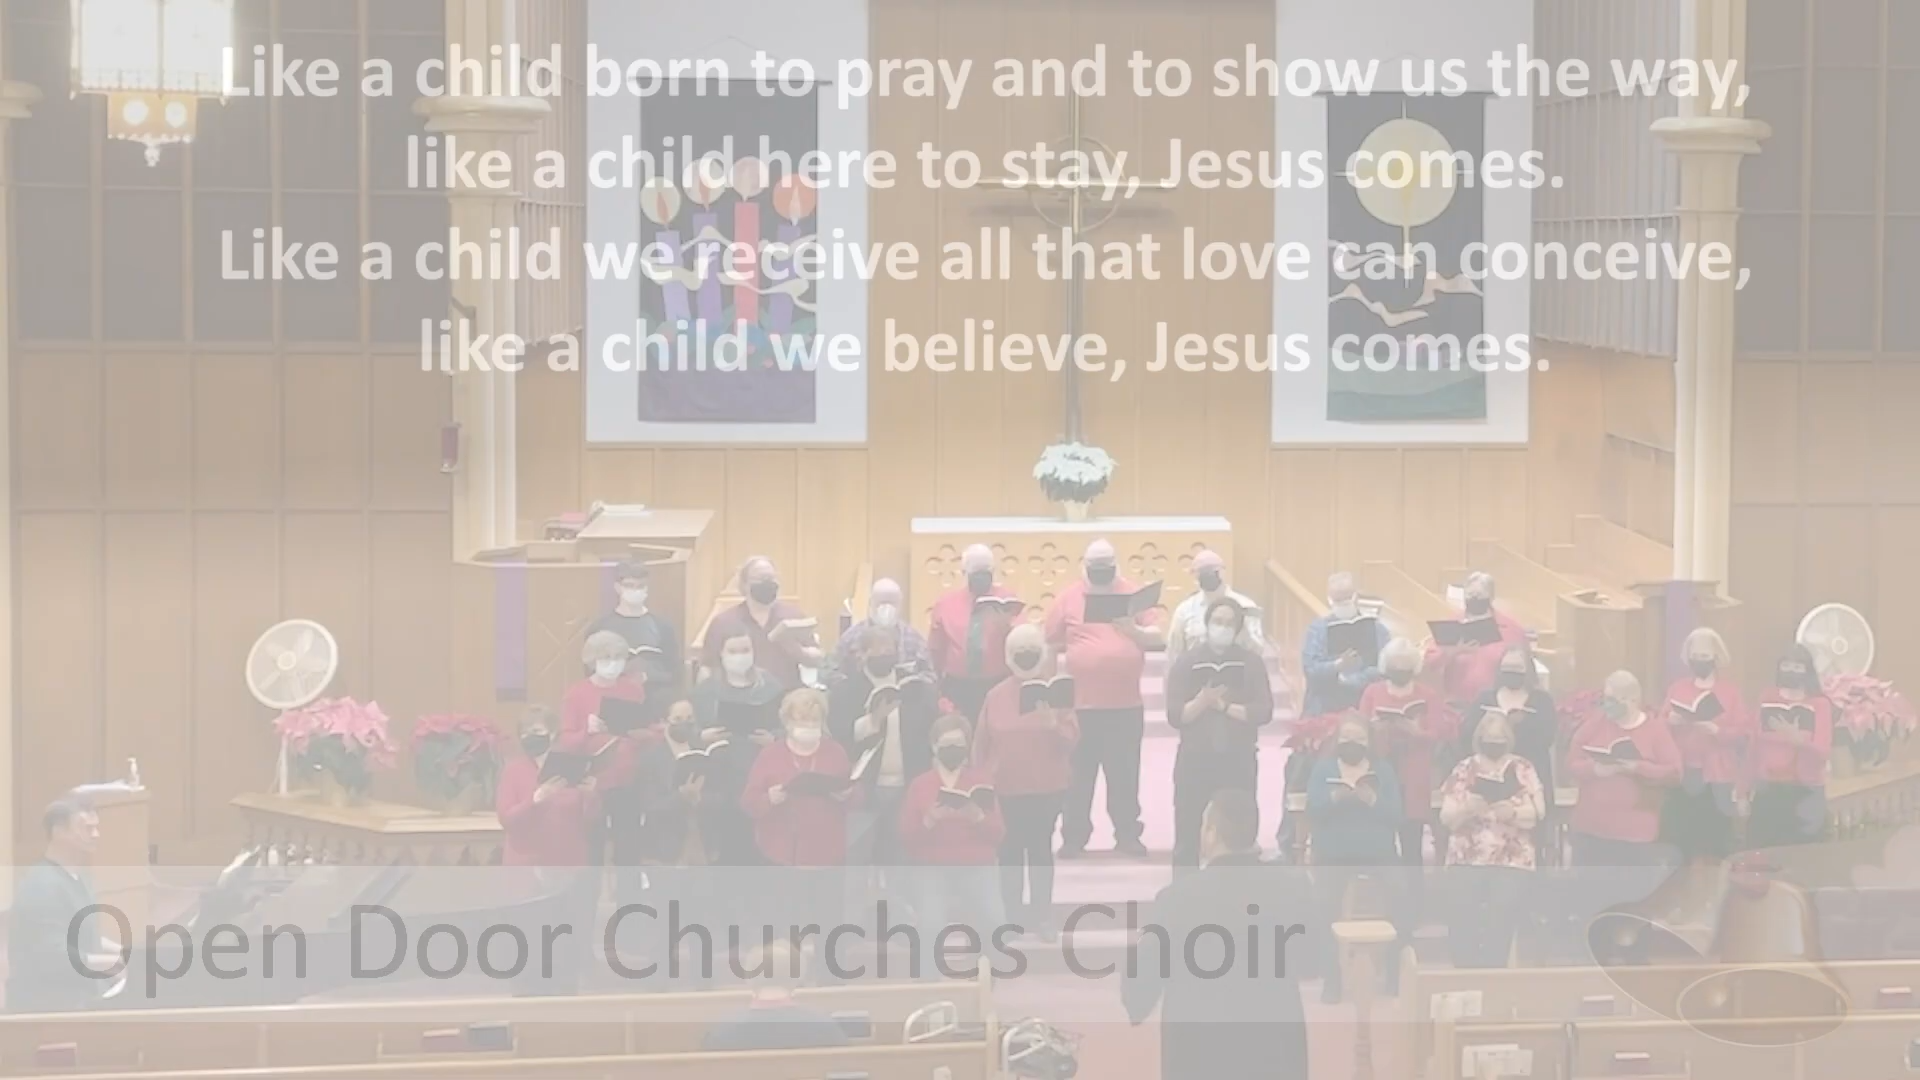 Like a child born to pray and to show us the way,
like a child here to stay, Jesus comes.
Like a child we receive all that love can conceive,
like a child we believe, Jesus comes.
Open Door Churches Choir